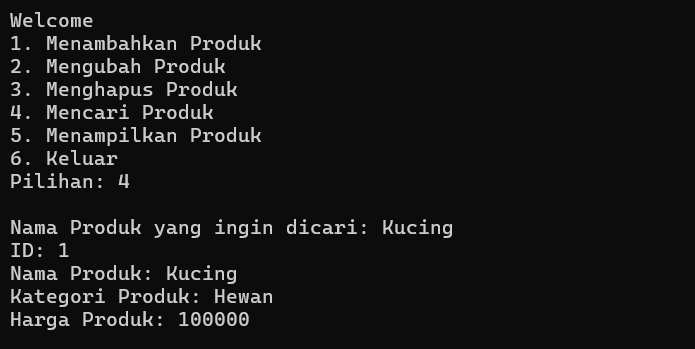 Welcome
1. Menambahkan Produk
2. Mengubah Produk
3. Menghapus Produk
4. Mencari Produk
5. Menampilkan Produk
6. Keluar
Pilihan: 4
Nama Produk yang ingin dicari: Kucing
ID: 1
Nama Produk: Kucing
Kategori Produk: Hewan
Harga Produk: 100000